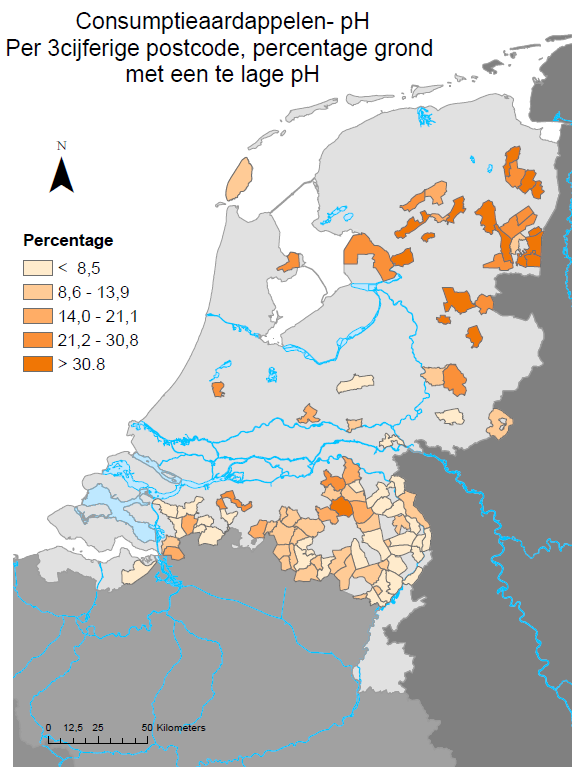 Consumptieaardappelen- pH
Per 3cijferige postcode, percentage grond
met een te lage pH
N
Percentage
< 8,5
8,6 - 13,9
14,0 - 21,1
21,2 - 30,8
> 30.8
0 12,5 25 50 Kilometers